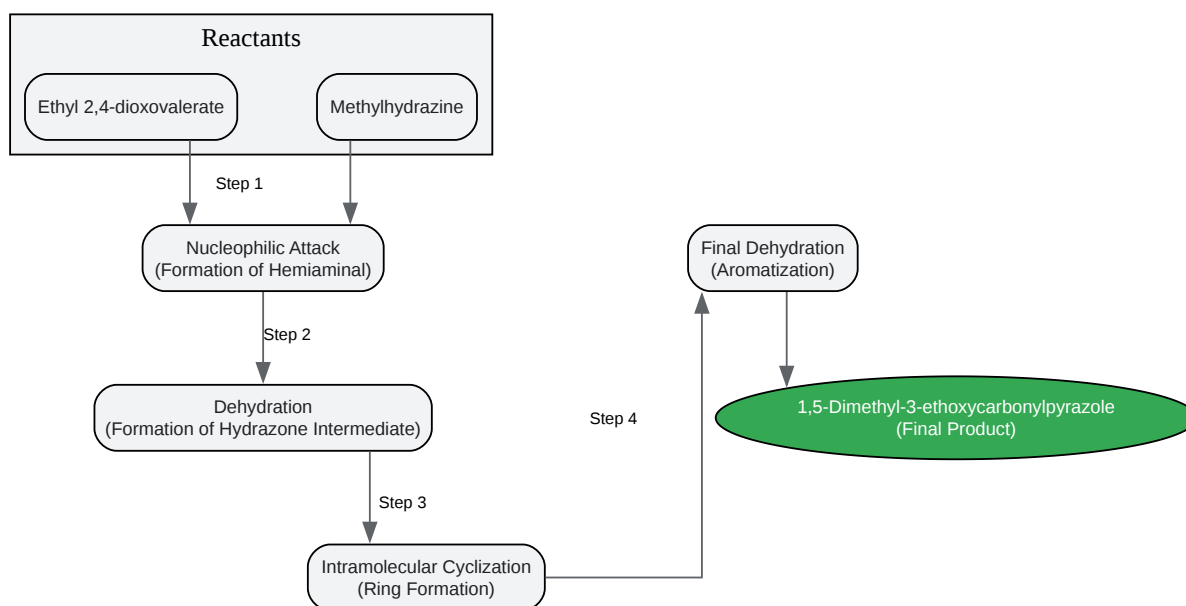 Reactants
Ethyl 2,4-dioxovalerate
Methylhydrazine
Step 1
Nucleophilic Attack
(Formation of Hemiaminal)
Step 2
Dehydration
(Formation of Hydrazone Intermediate)
Step 3
Intramolecular Cyclization
(Ring Formation)
Step 4
Final Dehydration
(Aromatization)
1,5-Dimethyl-3-ethoxycarbonylpyrazole
(Final Product)